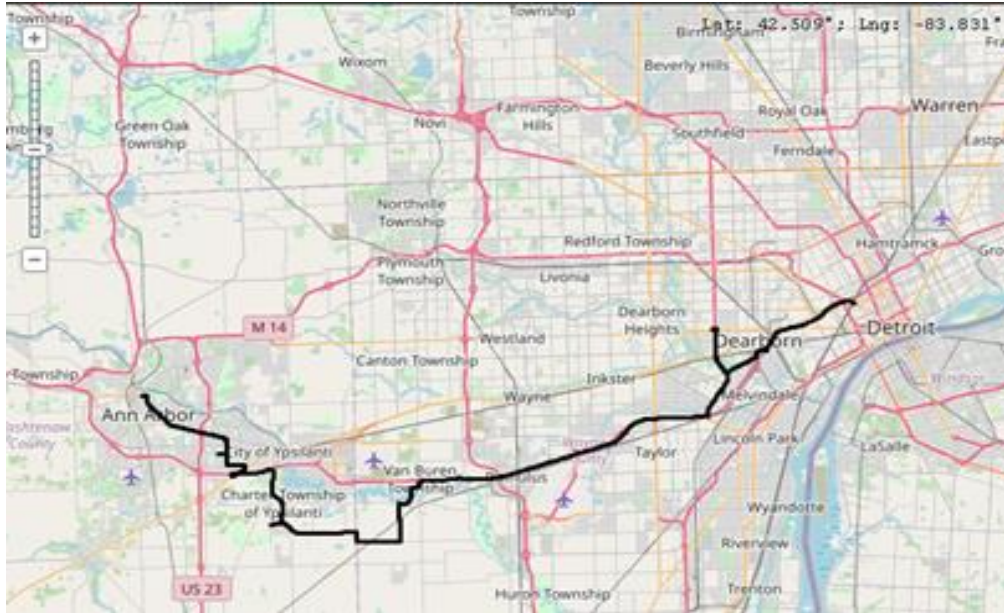 Township
Township
Lat: 42.509°; Lng: -83.831°
Birmingham
Wixom
Beverly Hills
Farmington
Hills
Royal Oak
Warren
Novi
Green Oak
Township
Southfield
Ferndale
Northville
Township
Redford Township
Hamtramck
Plymouth
Township
Livonia
Dearborn
Heights
M 14
Westland
Dearborn
Detroit
Canton Township
Township
Inkster
Wayne
Melvindale
Ann Arbor
City of Ypsilanti
Taylor
Lincoln Park
LaSalle
Van Buren
Township
Charter Township
of Ypsilanti
Wyandotte
Riverview
US 23
Huron Township
Trenton